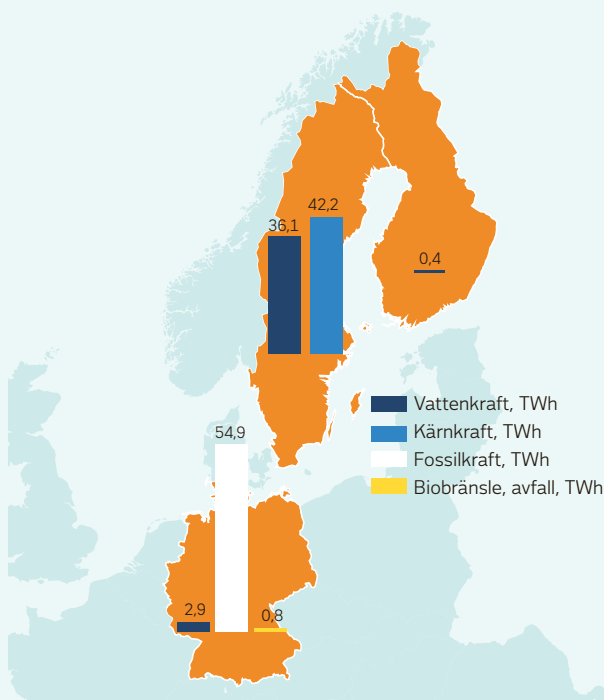 42,2
36,1
0,4
Vattenkraft, TWh
Kärnkraft, TWh
Fossilkraft, TWh
Biobränsle, avfall, TWh
54,9
2,9
0,8